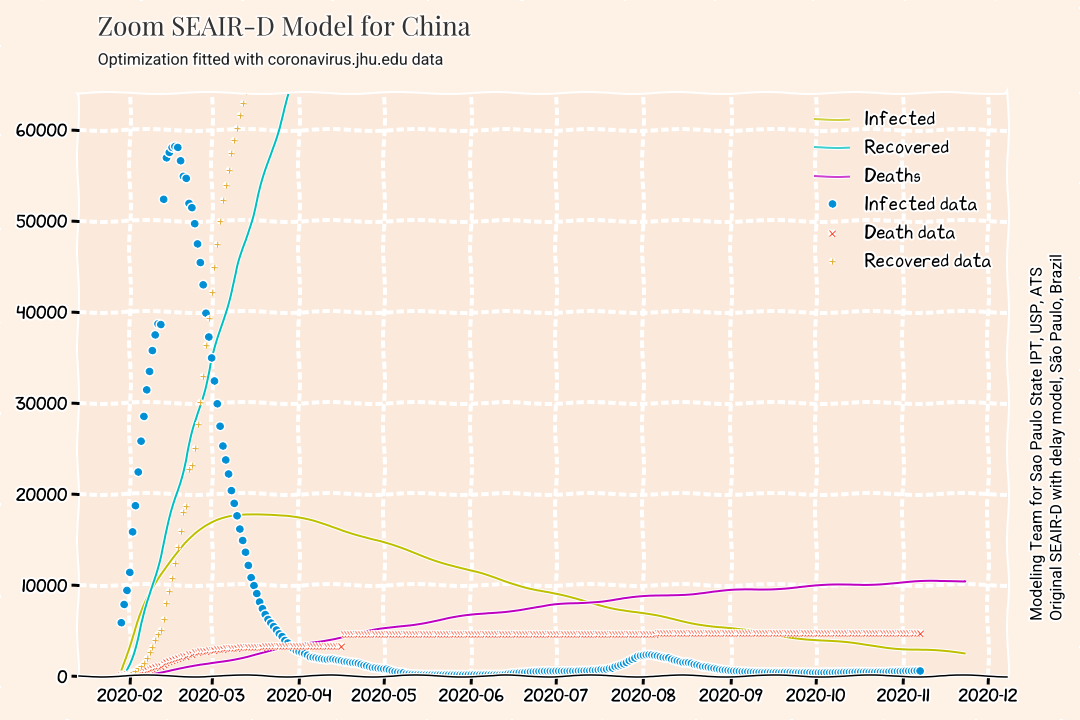 Zoom SEAIR-D Model for China
Optimization fitted with coronavirus.jhu.edu data
60000
50000
40000
30000
20000
10000
0
2020-02 2020-03 2020-04 2020-05 2020-06 2020-07 2020-08 2020-09 2020-10 2020-11 2020-12
Infected
Recovered
Deaths
Infected data
Death data
Recovered data
Modeling Team for Sao Paulo State IPT, USP, ATS
Original SEAIR-D with delay model, São Paulo, Brazil